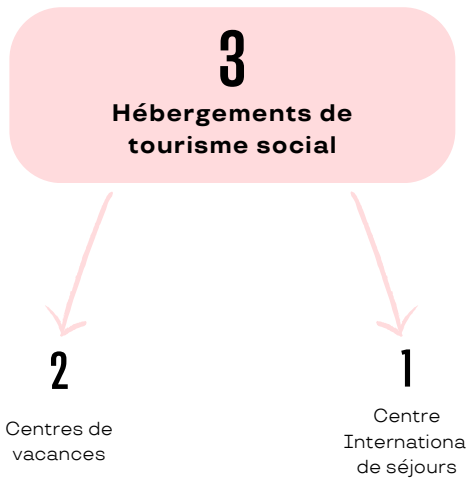 3
Hébergements de
tourisme social
2
Centres de
vacances
1
Centre
Internationa
de séjours